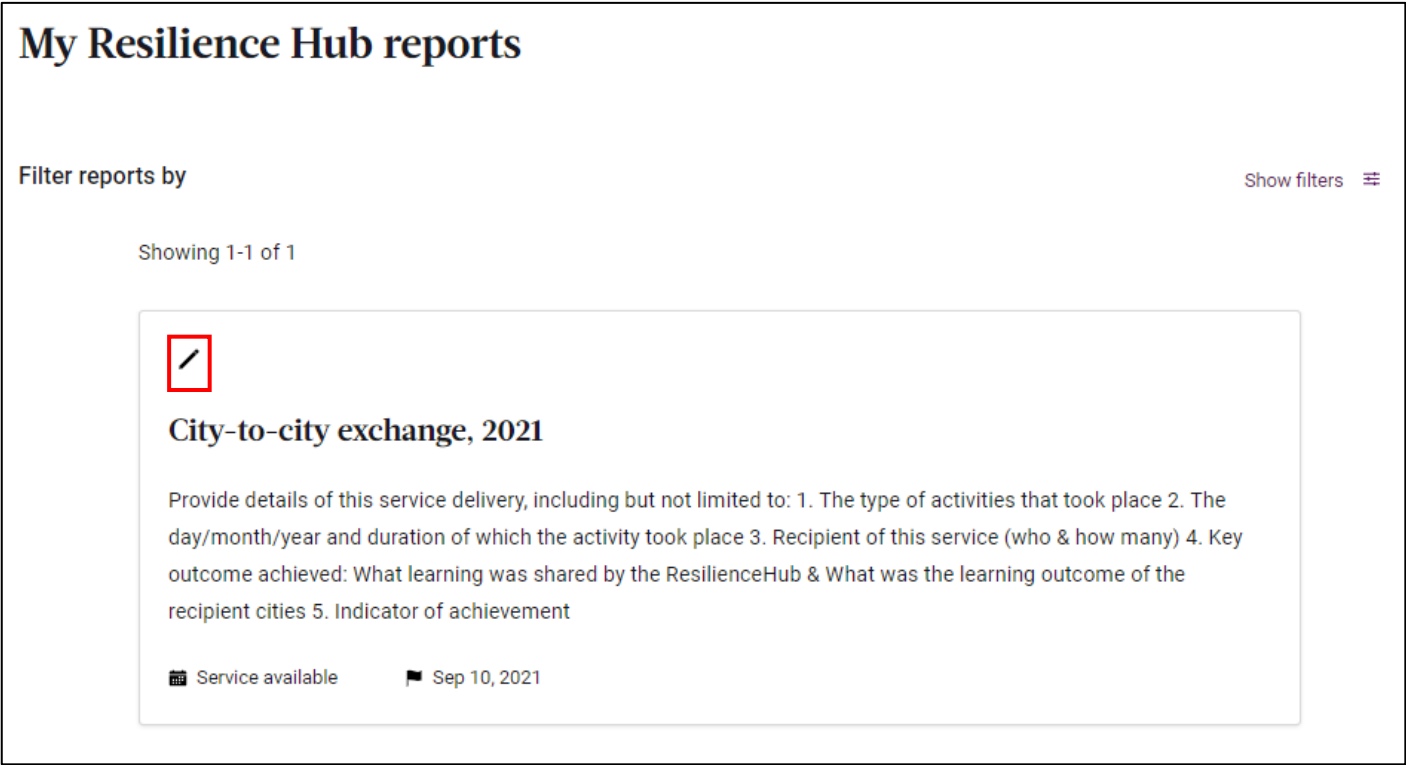 My Resilience Hub reports
Filter reports by
Show filters
Showing 1-1 of 1
City-to-city exchange, 2021
Provide details of this service delivery, including but not limited to: 1. The type of activities that took place 2. The
day/month/year and duration of which the activity took place 3. Recipient of this service (who & how many) 4. Key
outcome achieved: What learning was shared by the ResilienceHub & What was the learning outcome of the
recipient cities 5. Indicator of achievement
Service available
Sep 10, 2021